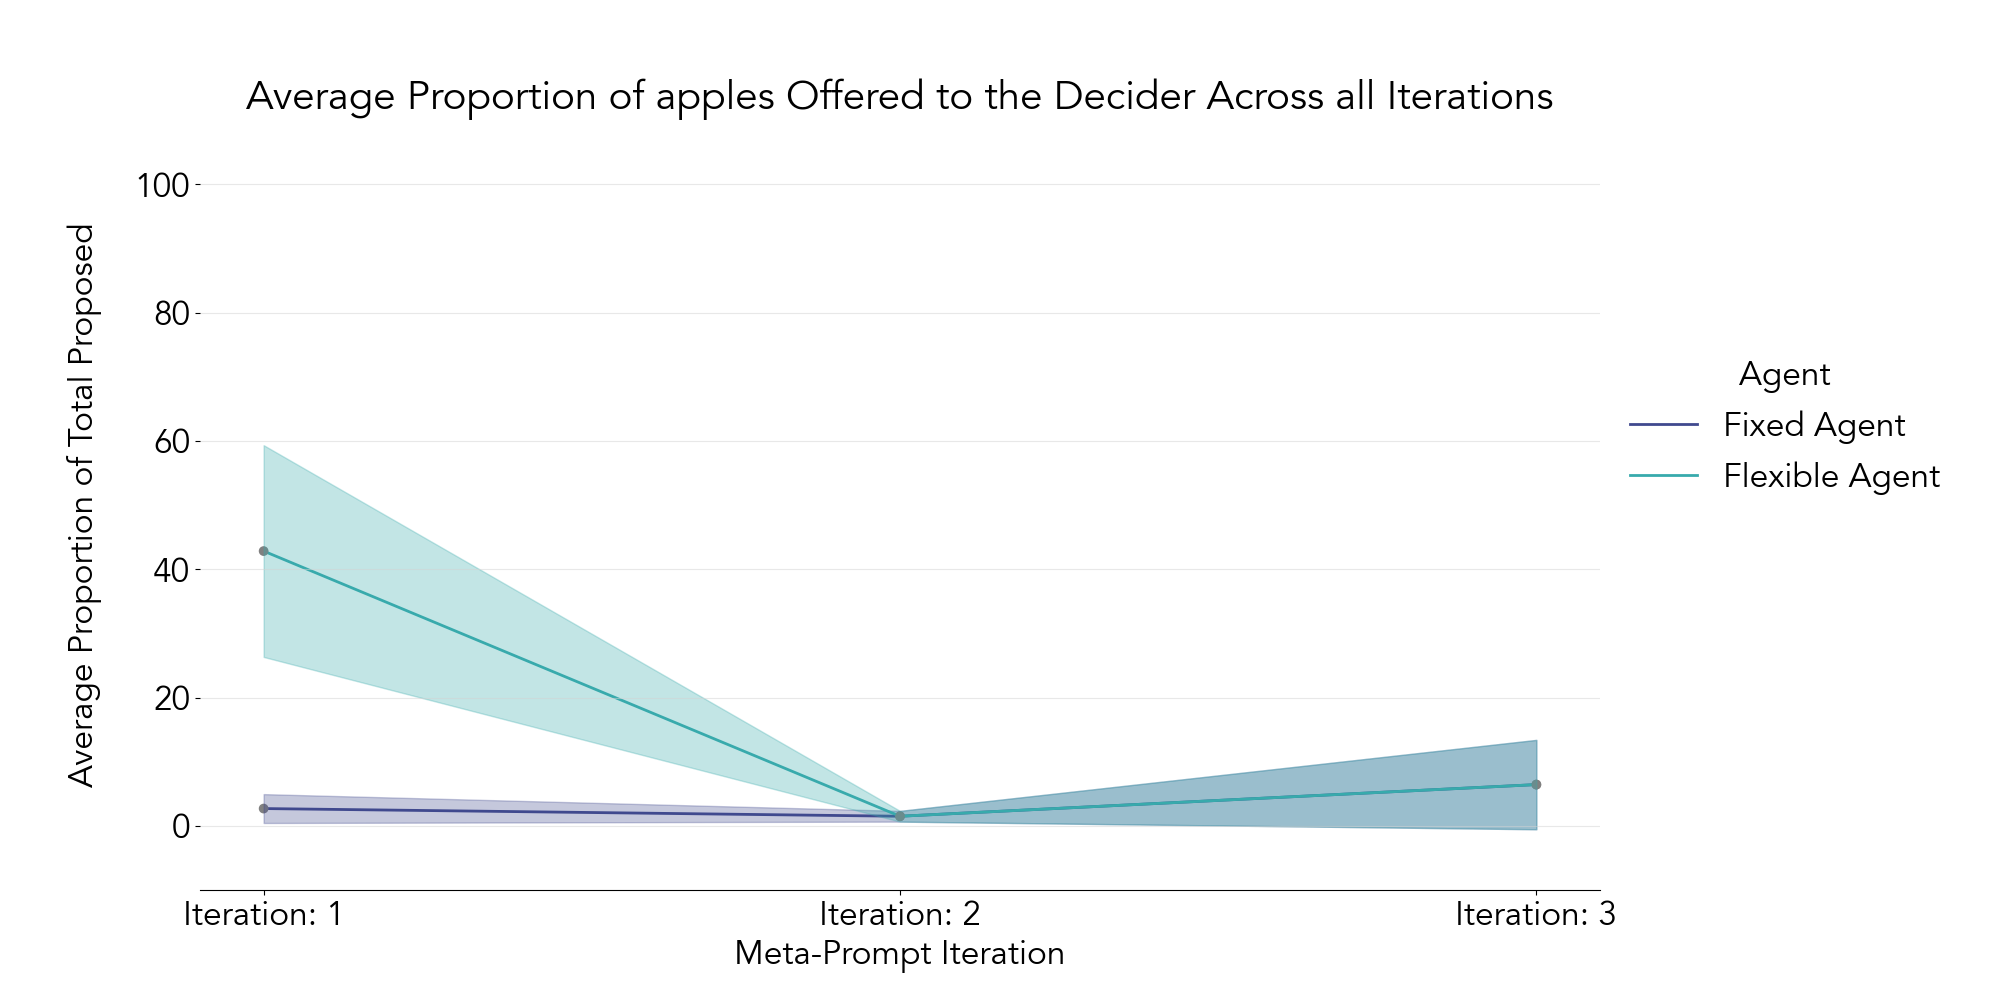 Average Proportion of apples Offered to the Decider Across all Iterations
Average Proportion of Total Proposed
100
80
60
40
20
0
Iteration: 1
Iteration: 2
Iteration: 3
Meta-Prompt Iteration
Agent
Fixed Agent
Flexible Agent